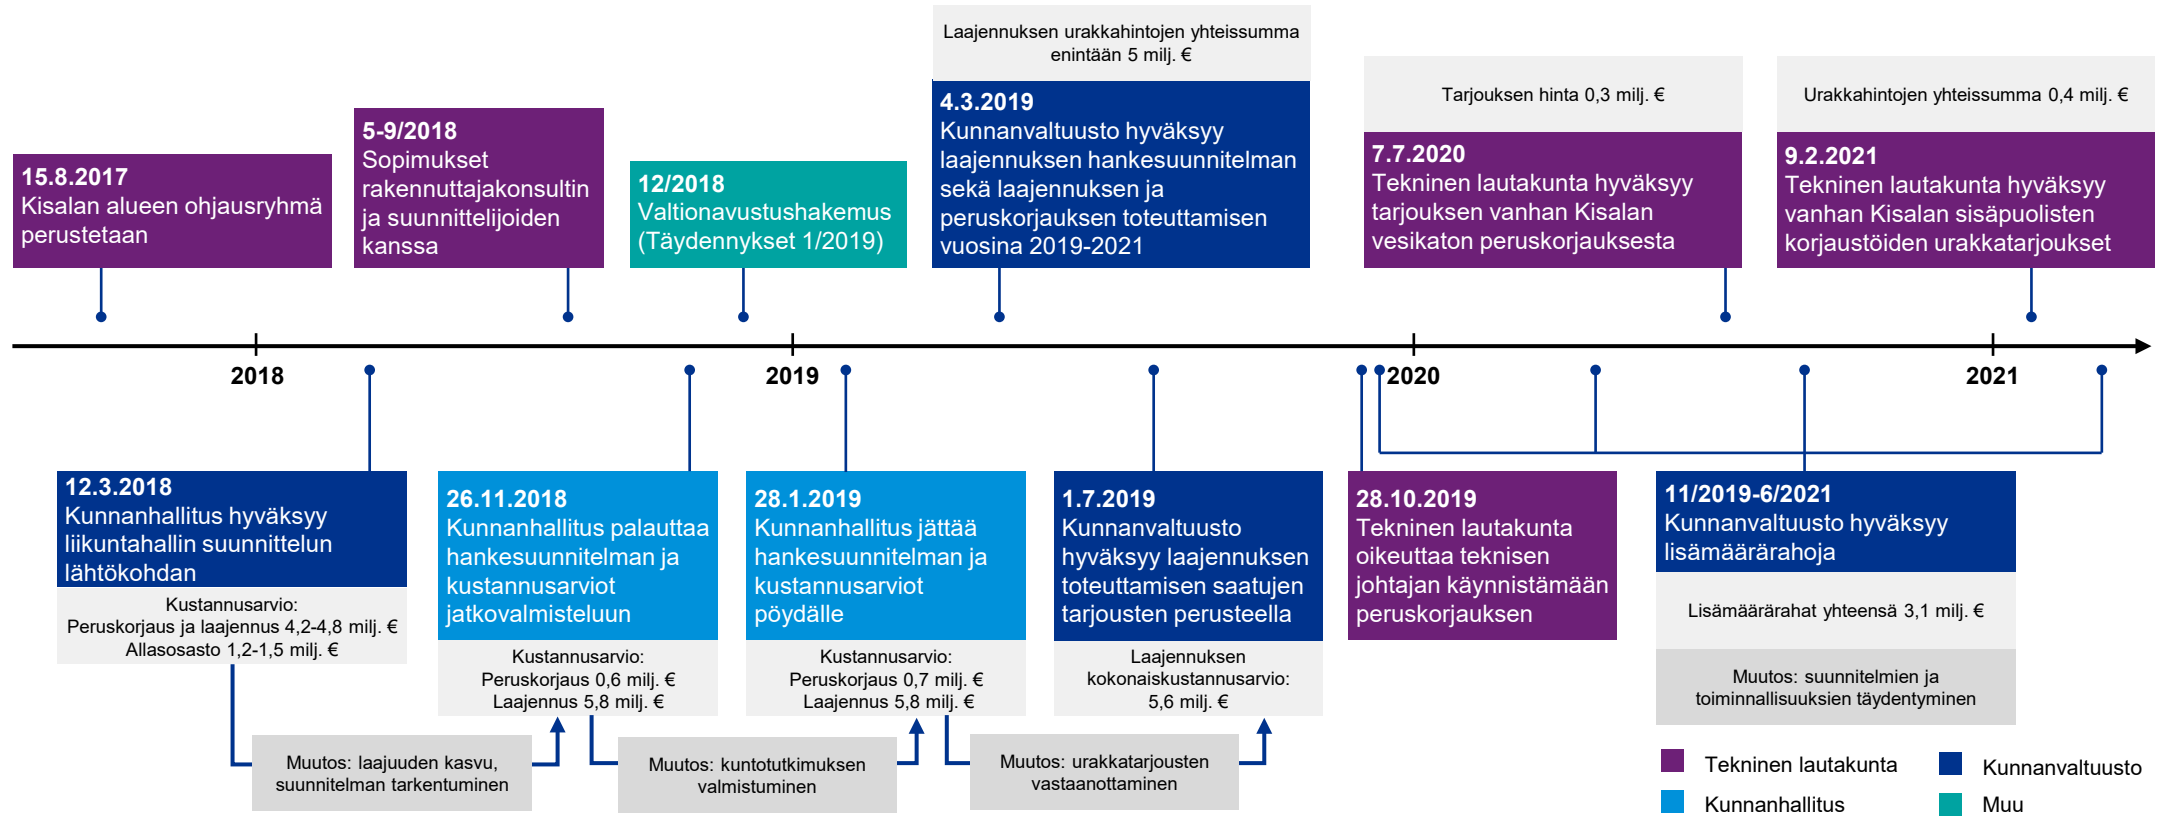 Laajennuksen urakkahintojen yhteissumma
enintään 5 milj. €
15.8.2017
Kisalan alueen ohjausryhmä
perustetaan
5-9/2018
Sopimukset
rakennuttajakonsultin
ja suunnittelijoiden
kanssa
12/2018
Valtionavustushakemus
(Täydennykset 1/2019)
4.3.2019
Kunnanvaltuusto hyväksyy
laajennuksen hankesuunnitelman
sekä laajennuksen ja
peruskorjauksen toteuttamisen
vuosina 2019-2021
Tarjouksen hinta 0,3 milj. €
7.7.2020
Tekninen lautakunta hyväksyy
tarjouksen vanhan Kisalan
vesikaton peruskorjauksesta
Urakkahintojen yhteissumma 0,4 milj. €
9.2.2021
Tekninen lautakunta hyväksyy
vanhan Kisalan sisäpuolisten
korjaustöiden urakkatarjoukset
2018
2019
2020
2021
12.3.2018
Kunnanhallitus hyväksyy
liikuntahallin suunnittelun
lähtökohdan
Kustannusarvio:
Peruskorjaus ja laajennus 4,2-4,8 milj. €
Allasosasto 1,2-1,5 milj. €
26.11.2018
Kunnanhallitus palauttaa
hankesuunnitelman ja
kustannusarviot
jatkovalmisteluun
Kustannusarvio:
Peruskorjaus 0,6 milj. €
Laajennus 5,8 milj. €
28.1.2019
Kunnanhallitus jättää
hankesuunnitelman ja
kustannusarviot
pöydälle
Kustannusarvio:
Peruskorjaus 0,7 milj. €
Laajennus 5,8 milj. €
1.7.2019
Kunnanvaltuusto
hyväksyy laajennuksen
toteuttamisen saatujen
tarjousten perusteella
Laajennuksen
kokonaiskustannusarvio:
5,6 milj. €
28.10.2019
Tekninen lautakunta
oikeuttaa teknisen
johtajan käynnistämään
peruskorjauksen
11/2019-6/2021
Kunnanvaltuusto hyväksyy
lisämäärärahoja
Lisämäärärahat yhteensä 3,1 milj. €
Muutos: suunnitelmien ja
toiminnallisuuksien täydentyminen
Muutos: laajuuden kasvu,
suunnitelman tarkentuminen
Muutos: kuntotutkimuksen
valmistuminen
Muutos: urakkatarjousten
vastaanottaminen
Tekninen lautakunta
Kunnanvaltuusto
Kunnanhallitus
Muu